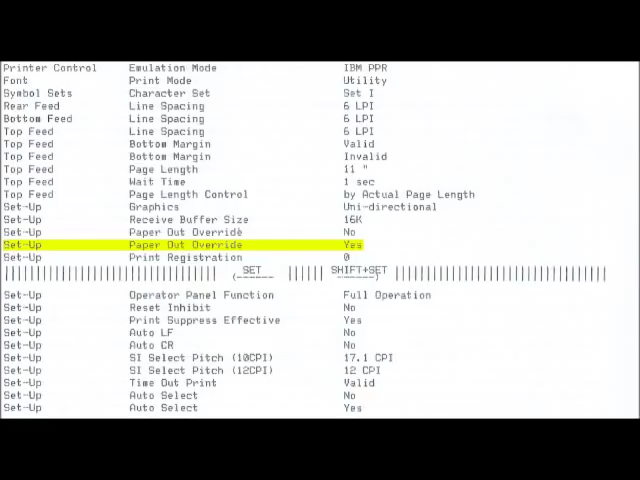 Printer Control Emulation Mode IBM PPR
Font Print Mode Utility
Symbol Sets Character Set Set I
Rear Feed Line Spacing 6 LPI
Bottom Feed Line Spacing 6 LPI
Top Feed Line Spacing 6 LPI
Top Feed Bottom Margin Valid
Top Feed Bottom Margin Invalid
Top Feed Page Length 11 "
Top Feed Wait Time 1 sec
Top Feed Page Length Control by Actual Page Length
Set-Up Graphics Uni-directional
Set-Up Receive Buffer Size 16K
Set-Up Paper Out Override No
Set-Up Paper Out Override Yes
Set-Up Print Registration 0
SET SHIFT+SET
Set-Up Operator Panel Function Full Operation
Set-Up Reset Inhibit No
Set-Up Print Suppress Effective Yes
Set-Up Auto LF No
Set-Up Auto CR No
Set-Up SI Select Pitch (10CPI) 17.1 CPI
Set-Up SI Select Pitch (12CPI) 12 CPI
Set-Up Time Out Print Valid
Set-Up Auto Select No
Set-Up Auto Select Yes